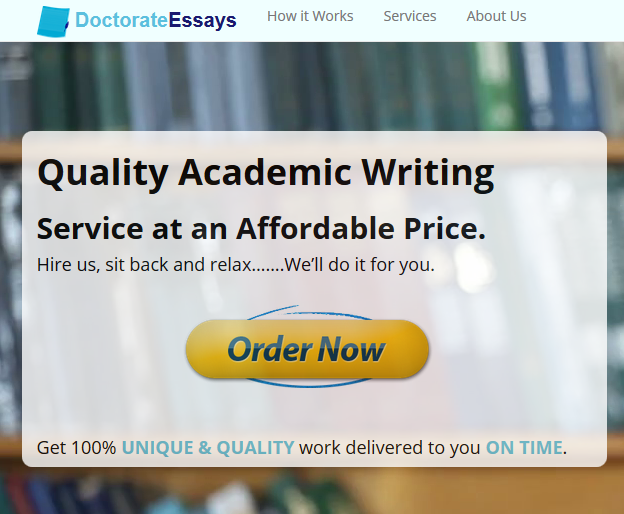 DoctorateEssays How it Works Services About Us
Quality Academic Writing
Service at an Affordable Price.
Hire us, sit back and relax.......We'll do it for you.
Order Now
Get 100% UNIQUE & QUALITY work delivered to you ON TIME.